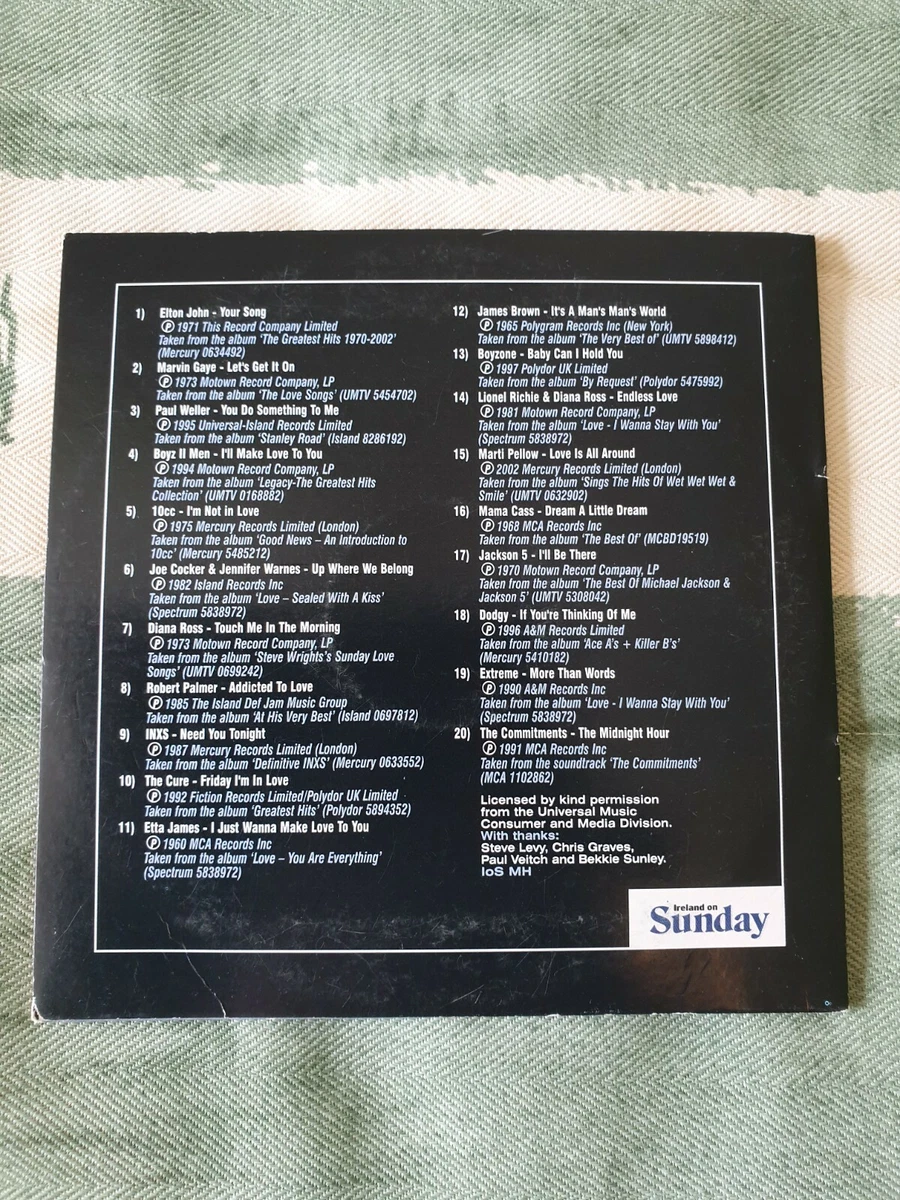 1) Elton John - Your Song
Ⓟ 1971 This Record Company Limited
Taken from the album 'The Greatest Hits 1970-2002'
(Mercury 0634492)
2) Marvin Gaye - Let's Get It On
Ⓟ 1973 Motown Record Company, LP
Taken from the album 'The Love Songs' (UMTV 5454702)
3) Paul Weller - You Do Something To Me
Ⓟ 1995 Universal-Island Records Limited
Taken from the album 'Stanley Road' (Island 8286192)
4) Boyz II Men - I'll Make Love To You
Ⓟ 1994 Motown Record Company, LP
Taken from the album 'Legacy-The Greatest Hits
Collection' (UMTV 0168882)
5) 10cc - I'm Not in Love
Ⓟ 1975 Mercury Records Limited (London)
Taken from the album 'Good News – An Introduction to
10cc' (Mercury 5485212)
6) Joe Cocker & Jennifer Warnes - Up Where We Belong
Ⓟ 1982 Island Records Inc
Taken from the album 'Love – Sealed With A Kiss'
(Spectrum 5838972)
7) Diana Ross - Touch Me In The Morning
Ⓟ 1973 Motown Record Company, LP
Taken from the album 'Steve Wrights's Sunday Love
Songs' (UMTV 0699242)
8) Robert Palmer - Addicted To Love
Ⓟ 1985 The Island Def Jam Music Group
Taken from the album 'At His Very Best' (Island 0697812)
9) INXS - Need You Tonight
Ⓟ 1987 Mercury Records Limited (London)
Taken from the album 'Definitive INXS' (Mercury 0633552)
10) The Cure - Friday I'm In Love
Ⓟ 1992 Fiction Records Limited/Polydor UK Limited
Taken from the album 'Greatest Hits' (Polydor 5894352)
11) Etta James - I Just Wanna Make Love To You
Ⓟ 1960 MCA Records Inc
Taken from the album 'Love – You Are Everything'
(Spectrum 5838972)
12) James Brown - It's A Man's Man's World
Ⓟ 1965 Polygram Records Inc (New York)
Taken from the album 'The Very Best of' (UMTV 5898412)
13) Boyzone - Baby Can I Hold You
Ⓟ 1997 Polydor UK Limited
Taken from the album 'By Request' (Polydor 5475992)
14) Lionel Richie & Diana Ross - Endless Love
Ⓟ 1981 Motown Record Company, LP
Taken from the album 'Love - I Wanna Stay With You'
(Spectrum 5838972)
15) Marti Pellow - Love Is All Around
Ⓟ 2002 Mercury Records Limited (London)
Taken from the album 'Sings The Hits Of Wet Wet Wet &
Smile' (UMTV 0632902)
16) Mama Cass - Dream A Little Dream
Ⓟ 1968 MCA Records Inc
Taken from the album 'The Best Of' (MCBD19519)
17) Jackson 5 - I'll Be There
Ⓟ 1970 Motown Record Company, LP
Taken from the album 'The Best Of Michael Jackson &
Jackson 5' (UMTV 5308042)
18) Dodgy - If You're Thinking Of Me
Ⓟ 1996 A&M Records Limited
Taken from the album 'Ace A's + Killer B's'
(Mercury 5410182)
19) Extreme - More Than Words
Ⓟ 1990 A&M Records Inc
Taken from the album 'Love - I Wanna Stay With You'
(Spectrum 5838972)
20) The Commitments - The Midnight Hour
Ⓟ 1991 MCA Records Inc
Taken from the soundtrack 'The Commitments'
(MCA 1102862)
Licensed by kind permission
from the Universal Music
Consumer and Media Division.
With thanks:
Steve Levy, Chris Graves,
Paul Veitch and Bekkie Sunley.
IoS MH
Ireland on
Sunday